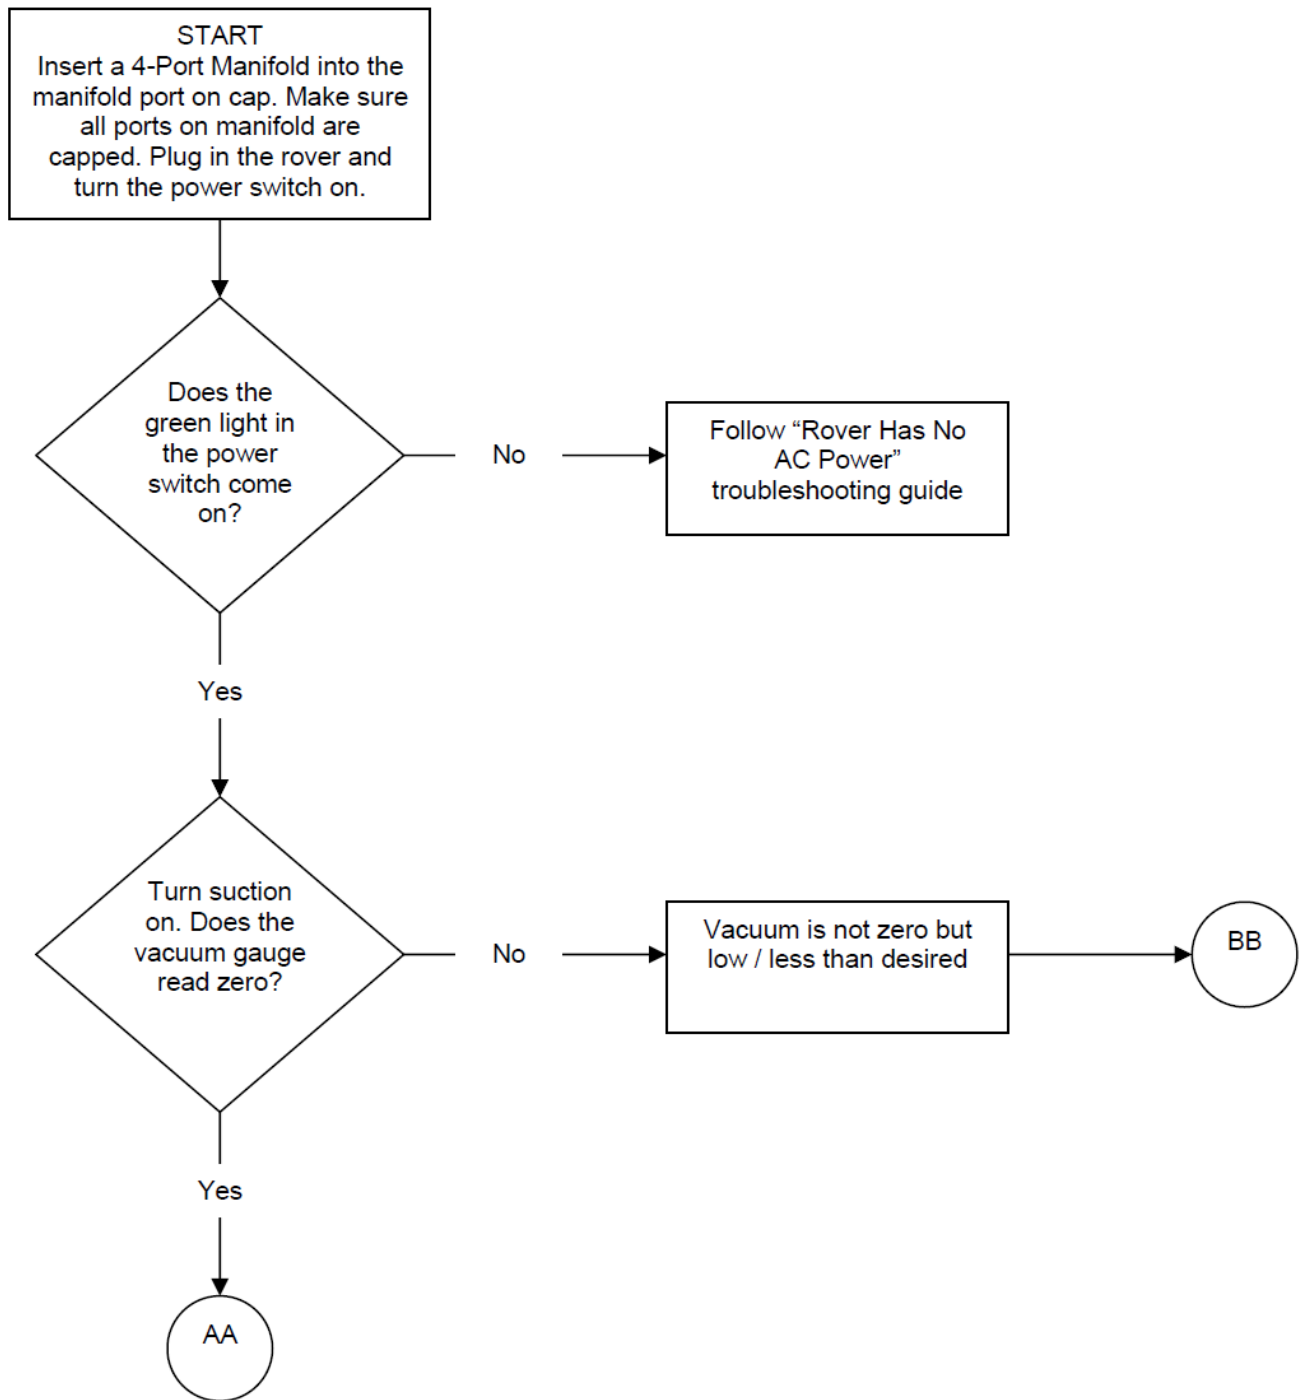 START
Insert a 4-Port Manifold into the
manifold port on cap. Make sure
all ports on manifold are
capped. Plug in the rover and
turn the power switch on.
Does the
green light in
the power
switch come
on?
No
Follow “Rover Has No
AC Power”
troubleshooting guide
Yes
Turn suction
on. Does the
vacuum gauge
read zero?
No
Vacuum is not zero but
low / less than desired
BB
Yes
AA